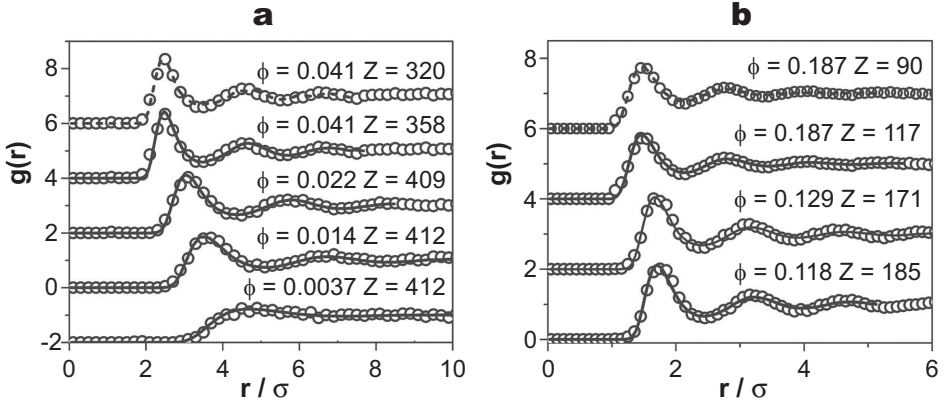 a
g(r)
8
6
4
2
0
-2
ϕ = 0.041 Z = 320
ϕ = 0.041 Z = 358
ϕ = 0.022 Z = 409
ϕ = 0.014 Z = 412
ϕ = 0.0037 Z = 412
0 2 4 6 8 10
r / σ
b
g(r)
8
6
4
2
0
ϕ = 0.187 Z = 90
ϕ = 0.187 Z = 117
ϕ = 0.129 Z = 171
ϕ = 0.118 Z = 185
0 2 4 6
r / σ